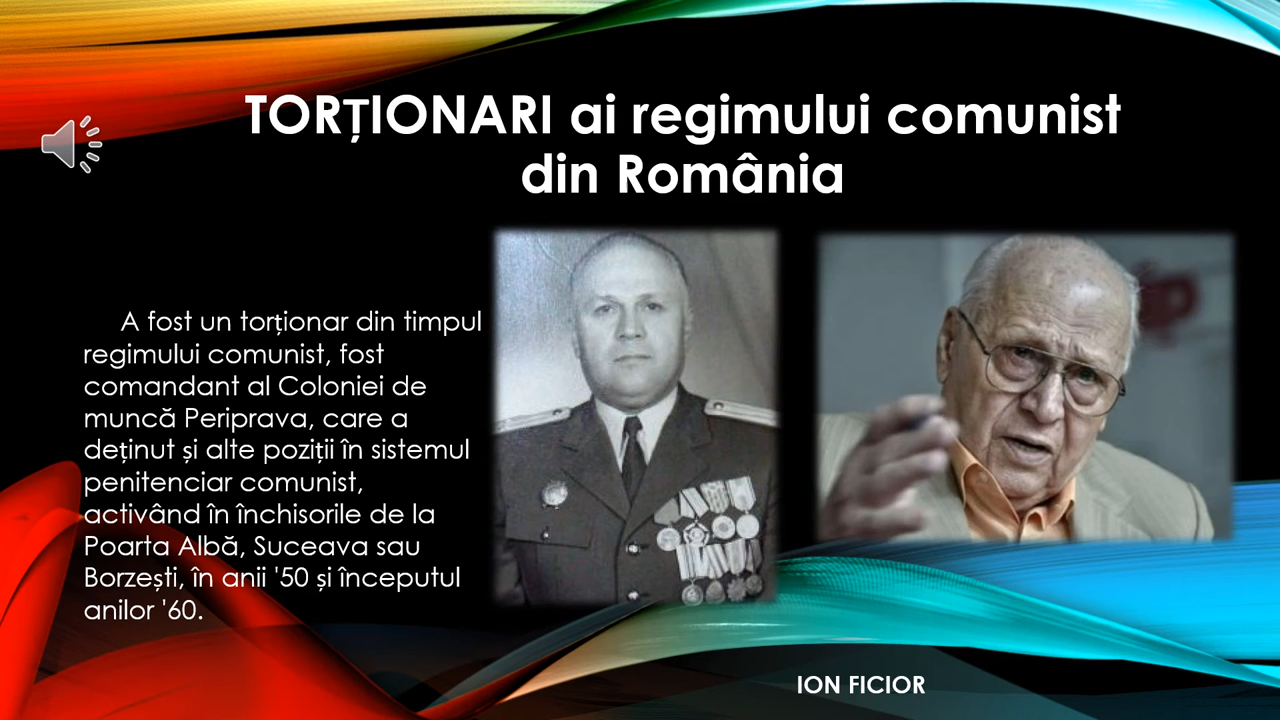 TORȚIONARI ai regimului comunist
din România
A fost un torționar din timpul
regimului comunist, fost
comandant al Coloniei de
muncă Periprava, care a
deținut și alte poziții în sistemul
penitenciar comunist,
activând în închisorile de la
Poarta Albă, Suceava sau
Borzești, în anii '50 și începutul
anilor '60.
ION FICIOR